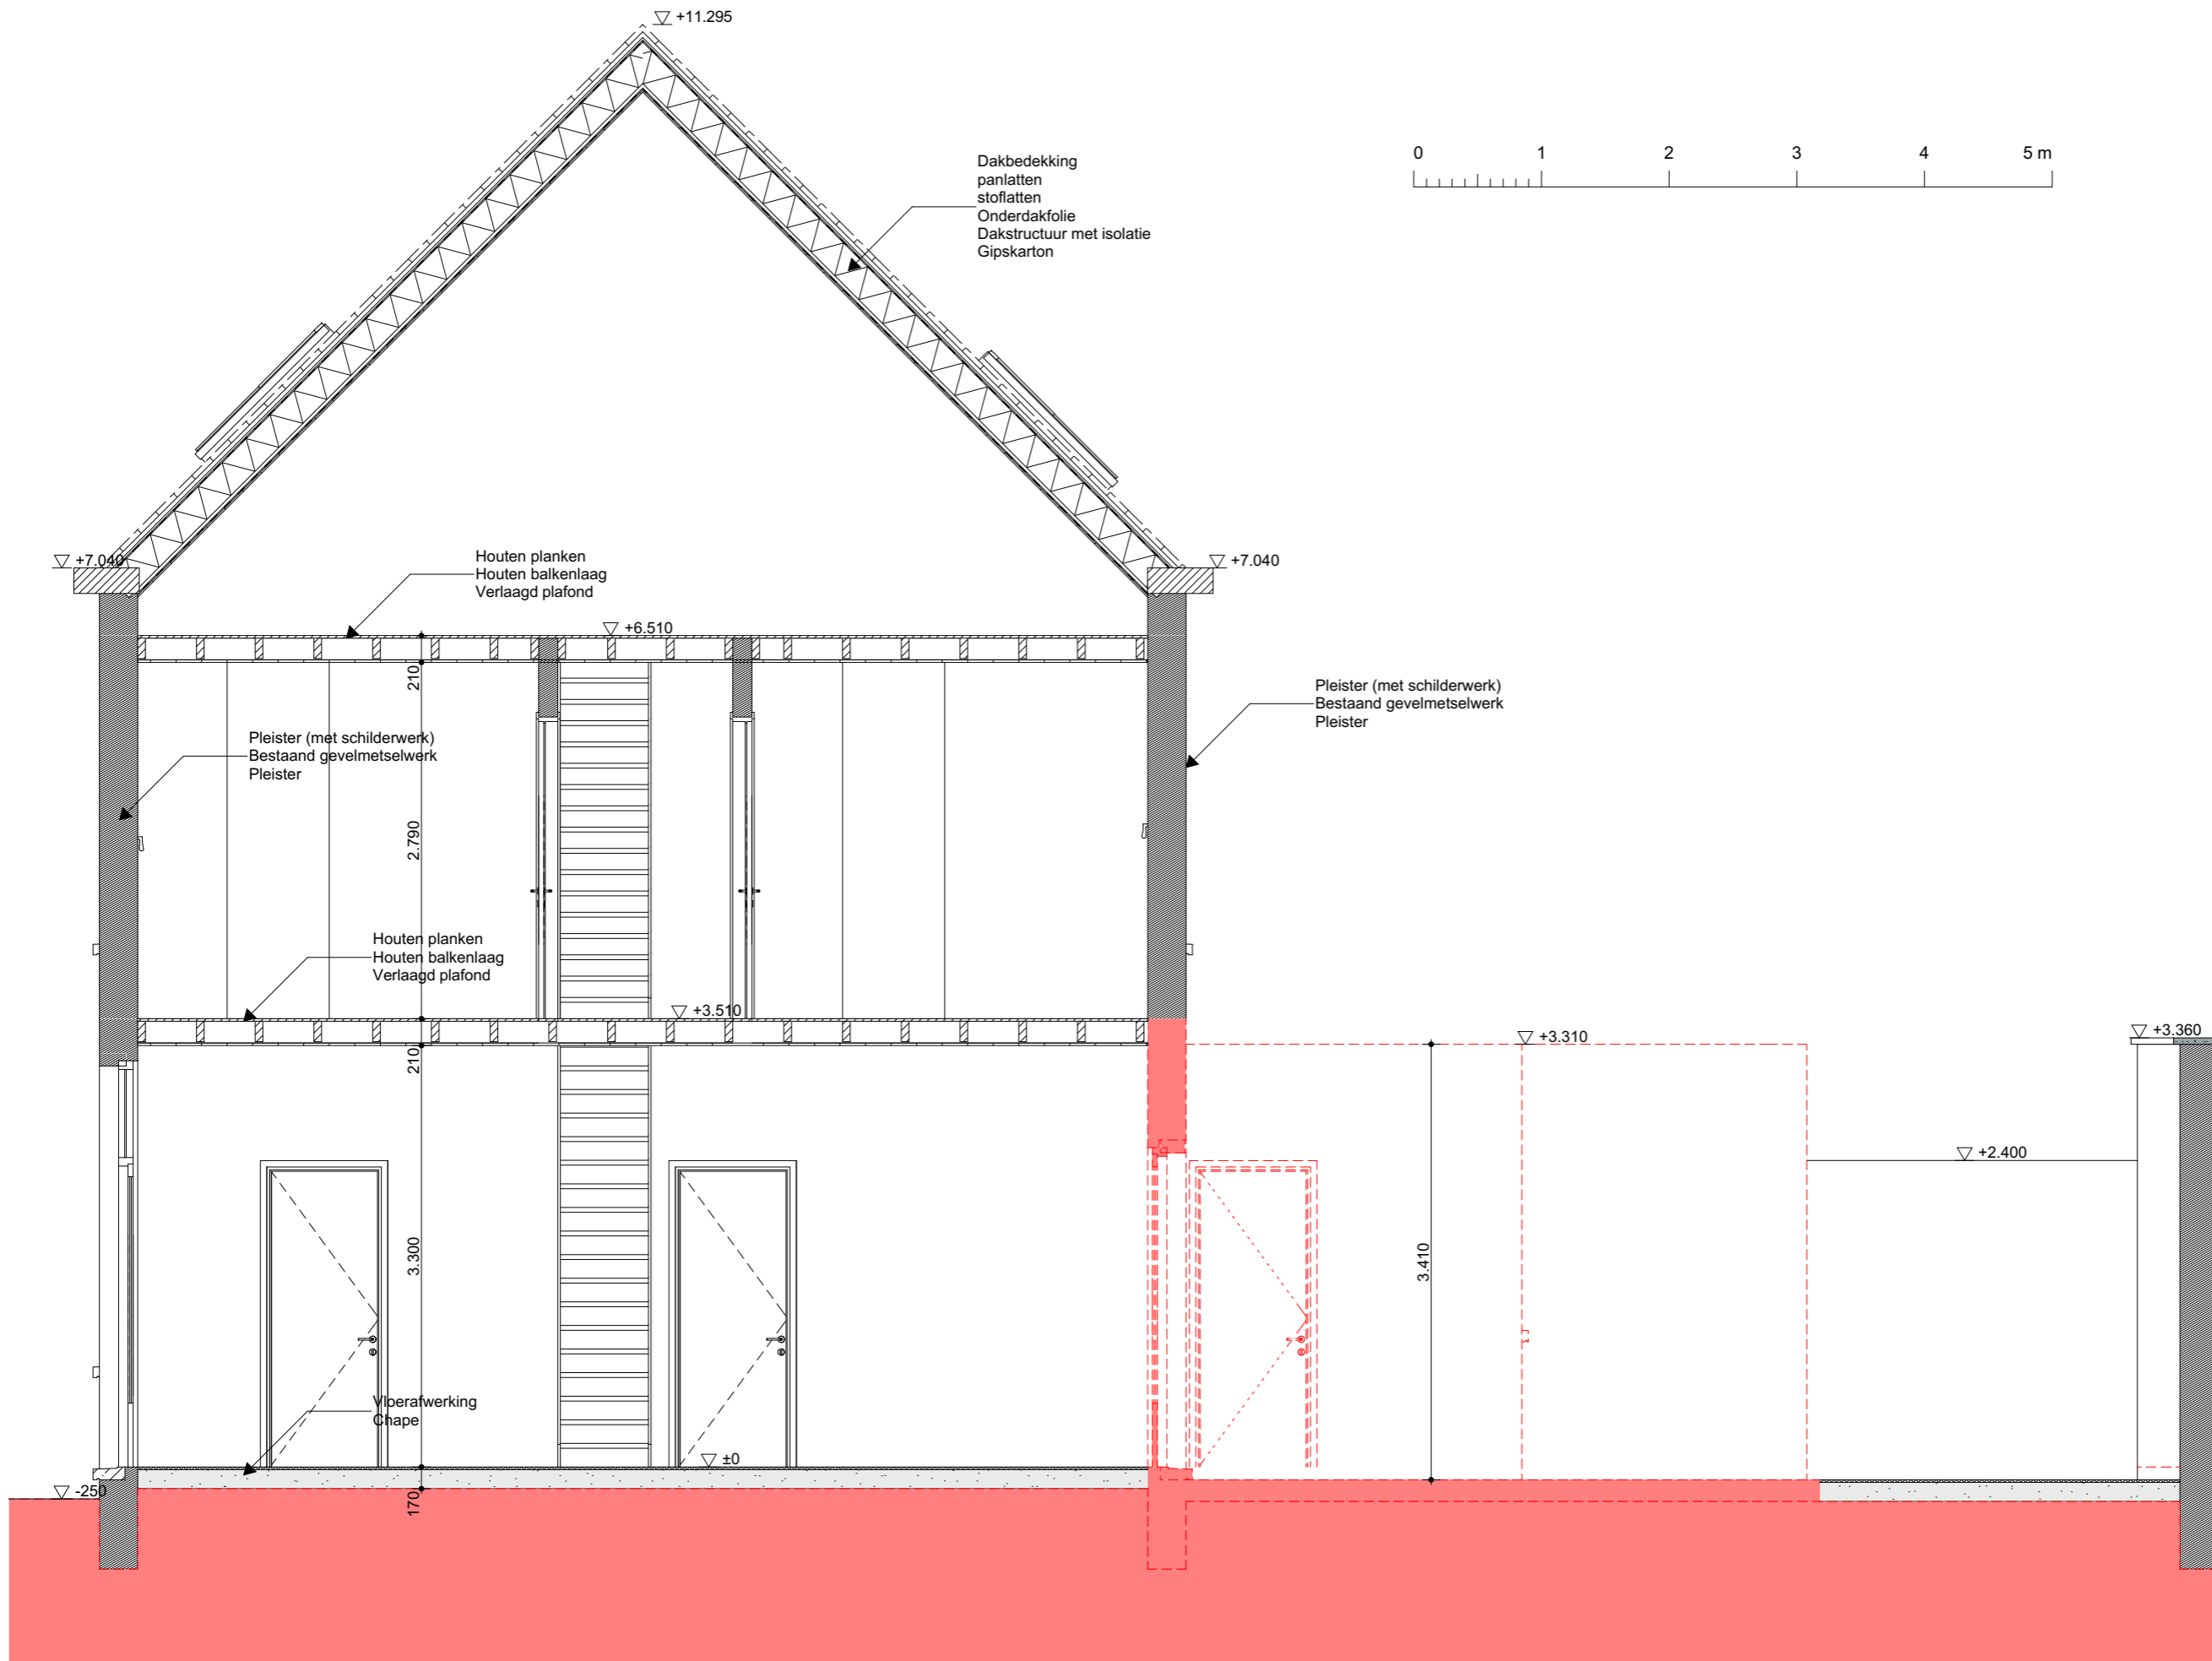 +11.295
Dakbedekking
panlatten
stoflatten
Onderdakfolie
Dakstructuur met isolatie
Gipskarton
0 1 2 3 4 5 m
+7.040
Houten planken
Houten balkenlaag
Verlaagd plafond
+7.040
+6.510
210
Pleister (met schilderwerk)
Bestaand gevelmetselwerk
Pleister
Pleister (met schilderwerk)
Bestaand gevelmetselwerk
Pleister
2.790
Houten planken
Houten balkenlaag
Verlaagd plafond
+3.510
210
+3.310
+3.360
+2.400
3.300
3.410
Vloerafwerking
Chape
±0
-250
170